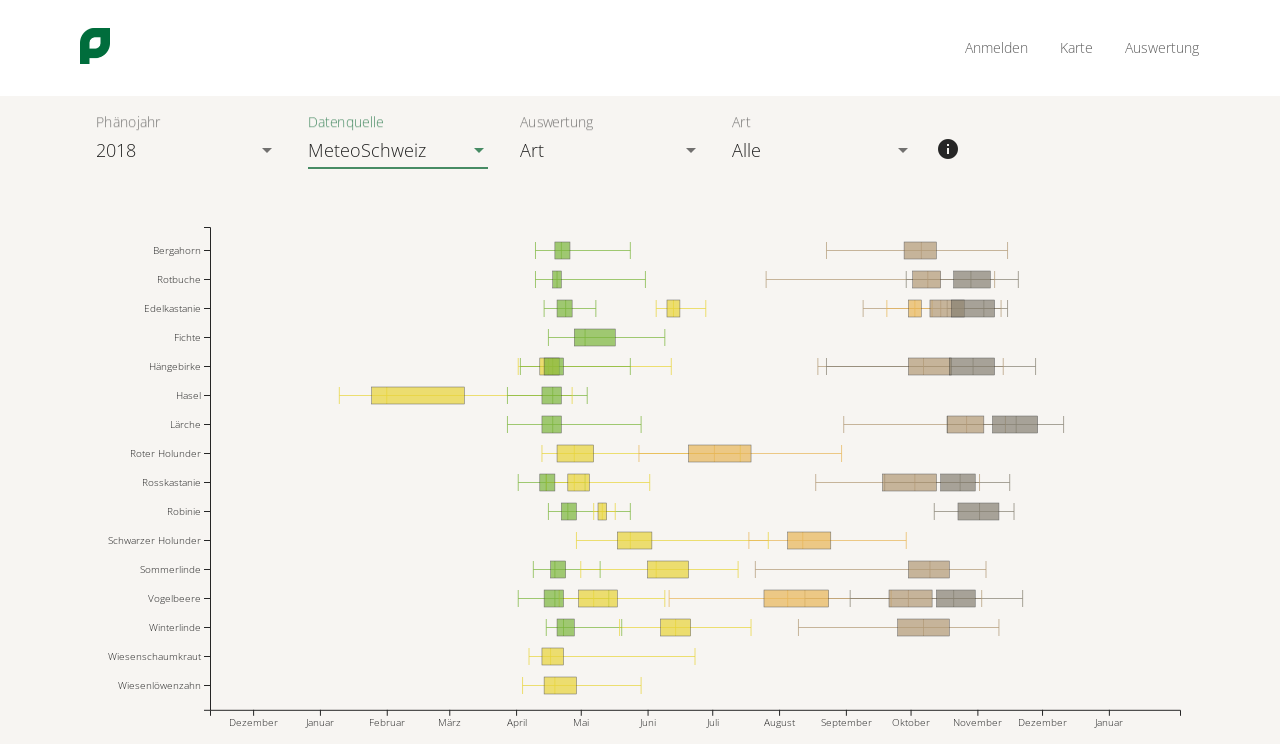 Anmelden Karte Auswertung
Phänojahr Datenquelle Auswertung Art
2018 MeteoSchweiz Art Alle
Bergahorn
Rotbuche
Edelkastanie
Fichte
Hängebirke
Hasel
Lärche
Roter Holunder
Rosskastanie
Robinie
Schwarzer Holunder
Sommerlinde
Vogelbeere
Winterlinde
Wiesenschaumkraut
Wiesenlöwenzahn
Dezember Januar Februar März April Mai Juni Juli August September Oktober November Dezember Januar